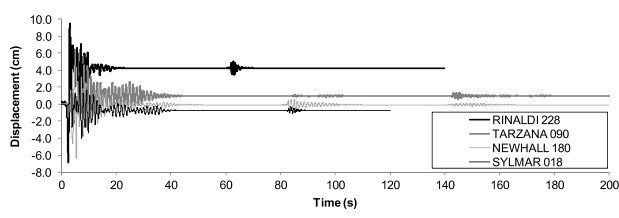 10.0
8.0
6.0
4.0
2.0
0.0
-2.0
-4.0
-6.0
-8.0
Displacement (cm)
0 20 40 60 80 100 120 140 160 180 200
Time (s)
RINALDI 228
TARZANA 090
NEWHALL 180
SYLMAR 018